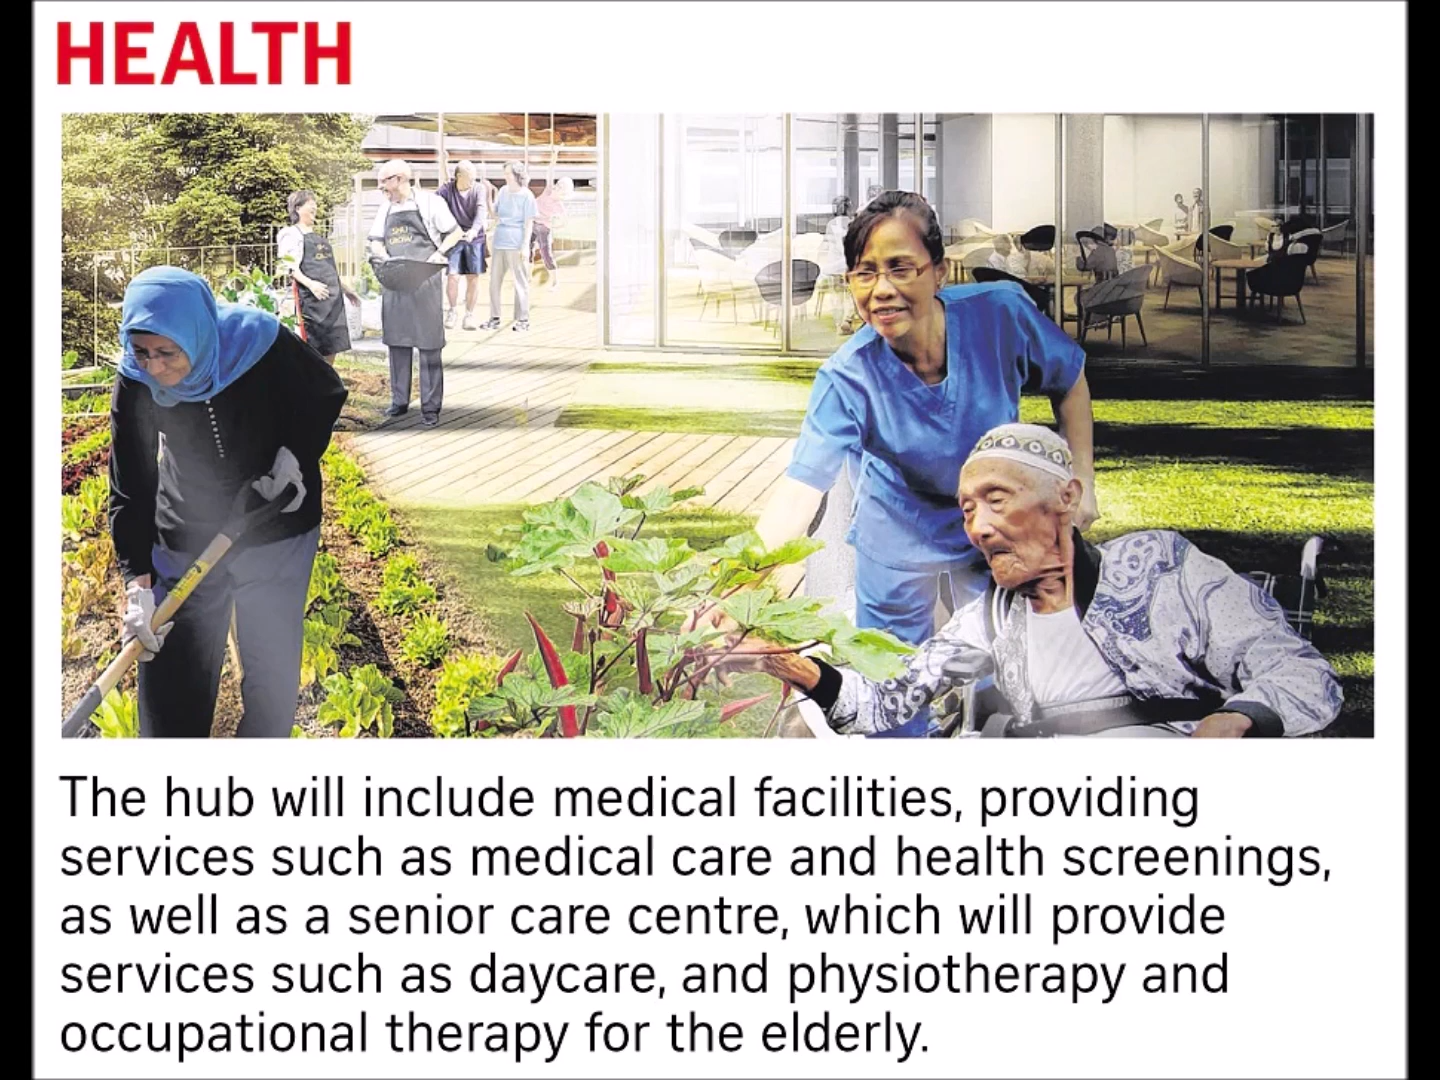 HEALTH
The hub will include medical facilities, providing
services such as medical care and health screenings,
as well as a senior care centre, which will provide
services such as daycare, and physiotherapy and
occupational therapy for the elderly.